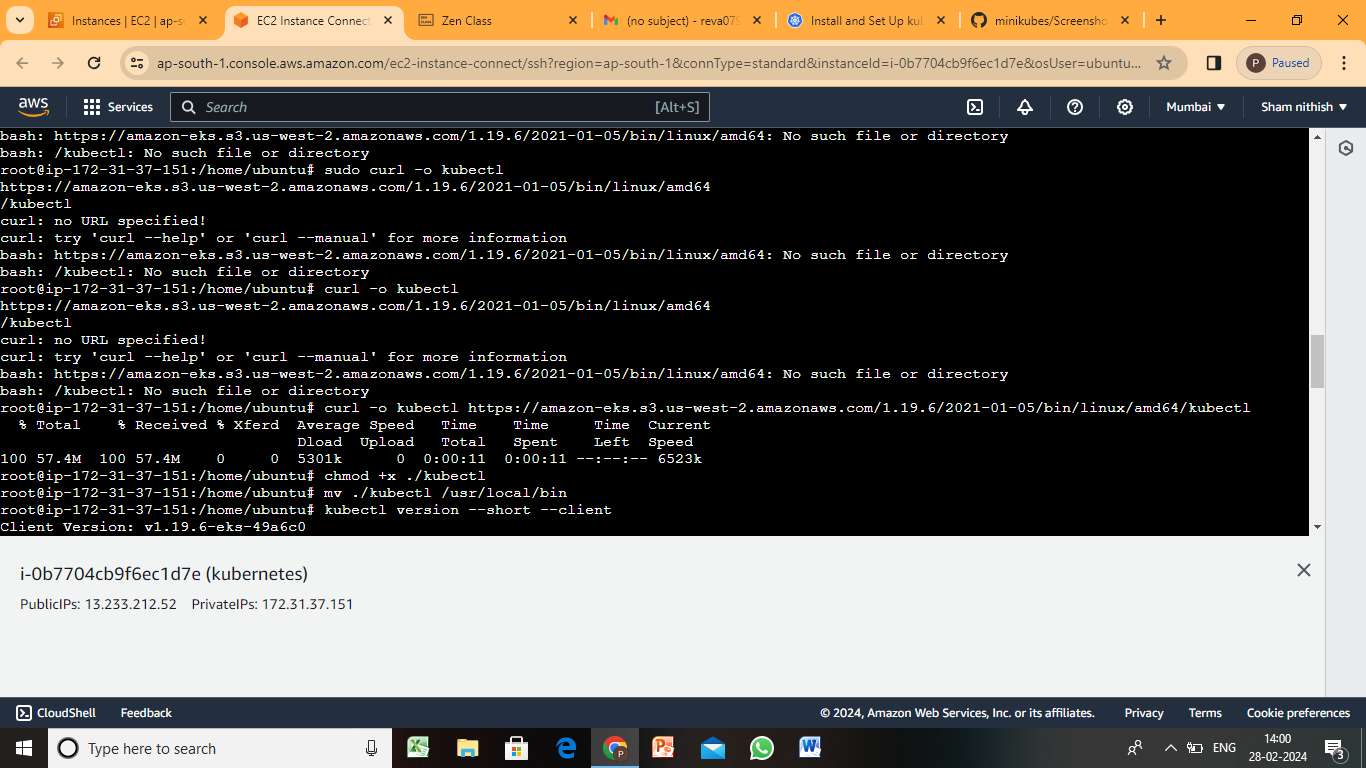 Instances | EC2 | ap-s
EC2 Instance Connect
Zen Class
(no subject) - reva075
Install and Set Up ku
minikubes/Screensho
ap-south-1.console.aws.amazon.com/ec2-instance-connect/ssh?region=ap-south-1&connType=standard&instanceId=i-0b7704cb9f6ec1d7e&osUser=ubuntu...
P Paused
aws
Services
Search
[Alt+S]
Mumbai
Sham nithish
bash: https://amazon-eks.s3.us-west-2.amazonaws.com/1.19.6/2021-01-05/bin/linux/amd64: No such file or directory
bash: /kubectl: No such file or directory
root@ip-172-31-37-151:/home/ubuntu# sudo curl -o kubectl
https://amazon-eks.s3.us-west-2.amazonaws.com/1.19.6/2021-01-05/bin/linux/amd64
/kubectl
curl: no URL specified!
curl: try 'curl --help' or 'curl --manual' for more information
bash: https://amazon-eks.s3.us-west-2.amazonaws.com/1.19.6/2021-01-05/bin/linux/amd64: No such file or directory
bash: /kubectl: No such file or directory
root@ip-172-31-37-151:/home/ubuntu# curl -o kubectl
https://amazon-eks.s3.us-west-2.amazonaws.com/1.19.6/2021-01-05/bin/linux/amd64
/kubectl
curl: no URL specified!
curl: try 'curl --help' or 'curl --manual' for more information
bash: https://amazon-eks.s3.us-west-2.amazonaws.com/1.19.6/2021-01-05/bin/linux/amd64: No such file or directory
bash: /kubectl: No such file or directory
root@ip-172-31-37-151:/home/ubuntu# curl -o kubectl https://amazon-eks.s3.us-west-2.amazonaws.com/1.19.6/2021-01-05/bin/linux/amd64/kubectl
  % Total    % Received % Xferd  Average Speed   Time    Time     Time  Current
                                 Dload  Upload   Total   Spent    Left  Speed
100 57.4M  100 57.4M    0     0  5301k      0  0:00:11  0:00:11 --:--:-- 6523k
root@ip-172-31-37-151:/home/ubuntu# chmod +x ./kubectl
root@ip-172-31-37-151:/home/ubuntu# mv ./kubectl /usr/local/bin
root@ip-172-31-37-151:/home/ubuntu# kubectl version --short --client
Client Version: v1.19.6-eks-49a6c0
i-0b7704cb9f6ec1d7e (kubernetes)
PublicIPs: 13.233.212.52 PrivateIPs: 172.31.37.151
CloudShell
Feedback
© 2024, Amazon Web Services, Inc. or its affiliates.
Privacy
Terms
Cookie preferences
Type here to search
ENG
14:00
28-02-2024
3